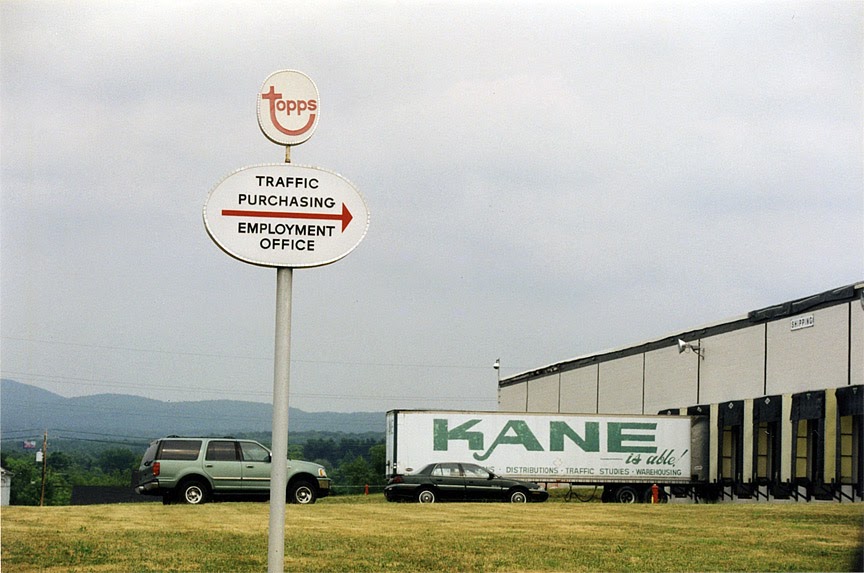 topps
TRAFFIC
PURCHASING
EMPLOYMENT
OFFICE
SHIPPING
KANE
is able!
DISTRIBUTIONS · TRAFFIC STUDIES · WAREHOUSING